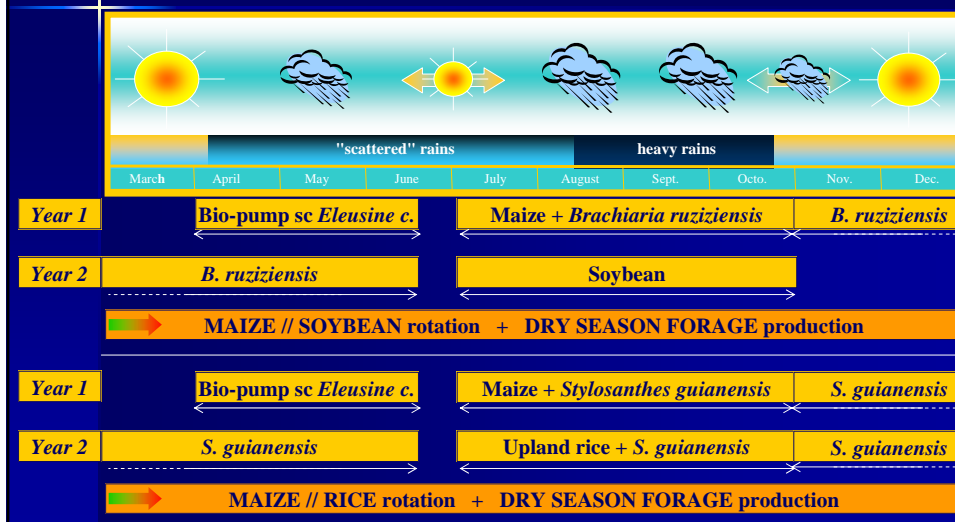 "scattered" rains heavy rains
March April May June July August Sept. Octo. Nov. Dec.
Year 1 Bio-pump sc Eleusine c. Maize + Brachiaria ruziziensis B. ruziziensis
Year 2 B. ruziziensis Soybean
MAIZE // SOYBEAN rotation + DRY SEASON FORAGE production
Year 1 Bio-pump sc Eleusine c. Maize + Stylosanthes guianensis S. guianensis
Year 2 S. guianensis Upland rice + S. guianensis S. guianensis
MAIZE // RICE rotation + DRY SEASON FORAGE production